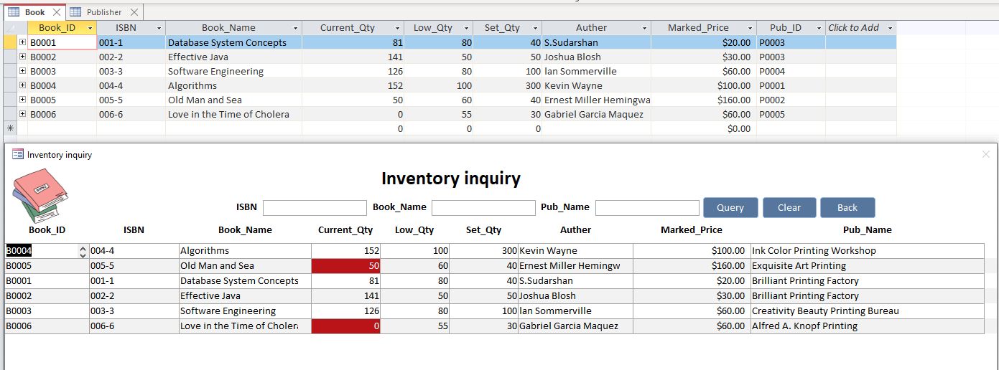 Book Publisher
Book_ID ISBN Book_Name Current_Qty Low_Qty Set_Qty Auther Marked_Price Pub_ID Click to Add
B0001 001-1 Database System Concepts 81 80 40 S.Sudarshan $20.00 P0003
B0002 002-2 Effective Java 141 50 50 Joshua Blosh $30.00 P0003
B0003 003-3 Software Engineering 126 80 100 lan Sommerville $60.00 P0004
B0004 004-4 Algorithms 152 100 300 Kevin Wayne $100.00 P0001
B0005 005-5 Old Man and Sea 50 60 40 Ernest Miller Hemingwa $160.00 P0002
B0006 006-6 Love in the Time of Cholera 0 55 30 Gabriel Garcia Maquez $60.00 P0005
0 0 0 $0.00
Inventory inquiry
Inventory inquiry
ISBN Book_Name Pub_Name Query Clear Back
Book_ID ISBN Book_Name Current_Qty Low_Qty Set_Qty Auther Marked_Price Pub_Name
B0004 004-4 Algorithms 152 100 300 Kevin Wayne $100.00 Ink Color Printing Workshop
B0005 005-5 Old Man and Sea 50 60 40 Ernest Miller Hemingw $160.00 Exquisite Art Printing
B0001 001-1 Database System Concepts 81 80 40 S.Sudarshan $20.00 Brilliant Printing Factory
B0002 002-2 Effective Java 141 50 50 Joshua Blosh $30.00 Brilliant Printing Factory
B0003 003-3 Software Engineering 126 80 100 lan Sommerville $60.00 Creativity Beauty Printing Bureau
B0006 006-6 Love in the Time of Choler 0 55 30 Gabriel Garcia Maquez $60.00 Alfred A. Knopf Printing